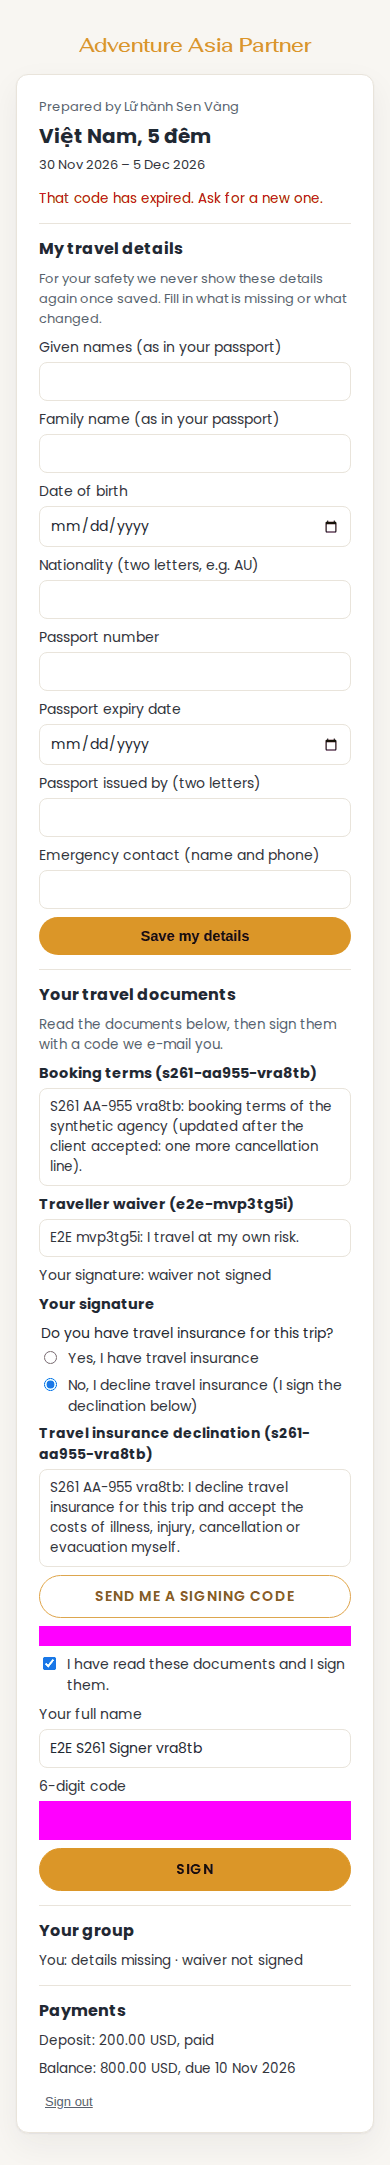 Adventure Asia Partner
Prepared by Lữ hành Sen Vàng
Việt Nam, 5 đêm
30 Nov 2026 – 5 Dec 2026
That code has expired. Ask for a new one.
My travel details
For your safety we never show these details
again once saved. Fill in what is missing or what
changed.
Given names (as in your passport)
Family name (as in your passport)
Date of birth
mm/dd/yyyy
Nationality (two letters, e.g. AU)
Passport number
Passport expiry date
mm/dd/yyyy
Passport issued by (two letters)
Emergency contact (name and phone)
Save my details
Your travel documents
Read the documents below, then sign them
with a code we e-mail you.
Booking terms (s261-aa955-vra8tb)
S261 AA-955 vra8tb: booking terms of the
synthetic agency (updated after the
client accepted: one more cancellation
line).
Traveller waiver (e2e-mvp3tg5i)
E2E mvp3tg5i: I travel at my own risk.
Your signature: waiver not signed
Your signature
Do you have travel insurance for this trip?
Yes, I have travel insurance
No, I decline travel insurance (I sign the
declination below)
Travel insurance declination (s261-
aa955-vra8tb)
S261 AA-955 vra8tb: I decline travel
insurance for this trip and accept the
costs of illness, injury, cancellation or
evacuation myself.
SEND ME A SIGNING CODE
I have read these documents and I sign
them.
Your full name
E2E S261 Signer vra8tb
6-digit code
SIGN
Your group
You: details missing · waiver not signed
Payments
Deposit: 200.00 USD, paid
Balance: 800.00 USD, due 10 Nov 2026
Sign out